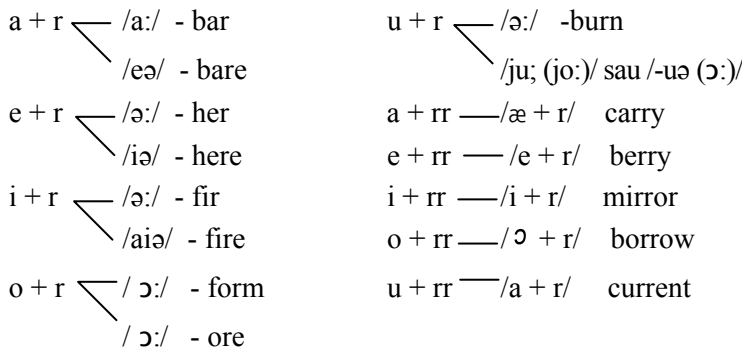 a + r /a:/ - bar
/eə/ - bare
e + r /ə:/ - her
/iə/ - here
i + r /ə:/ - fir
/aiə/ - fire
o + r / ɔ:/ - form
/ ɔ:/ - ore
u + r /ə:/ -burn
/ju; (jo:)/ sau /-uə (ɔ:)/
a + rr /æ + r/ carry
e + rr /e + r/ berry
i + rr /i + r/ mirror
o + rr /ɔ + r/ borrow
u + rr /a + r/ current